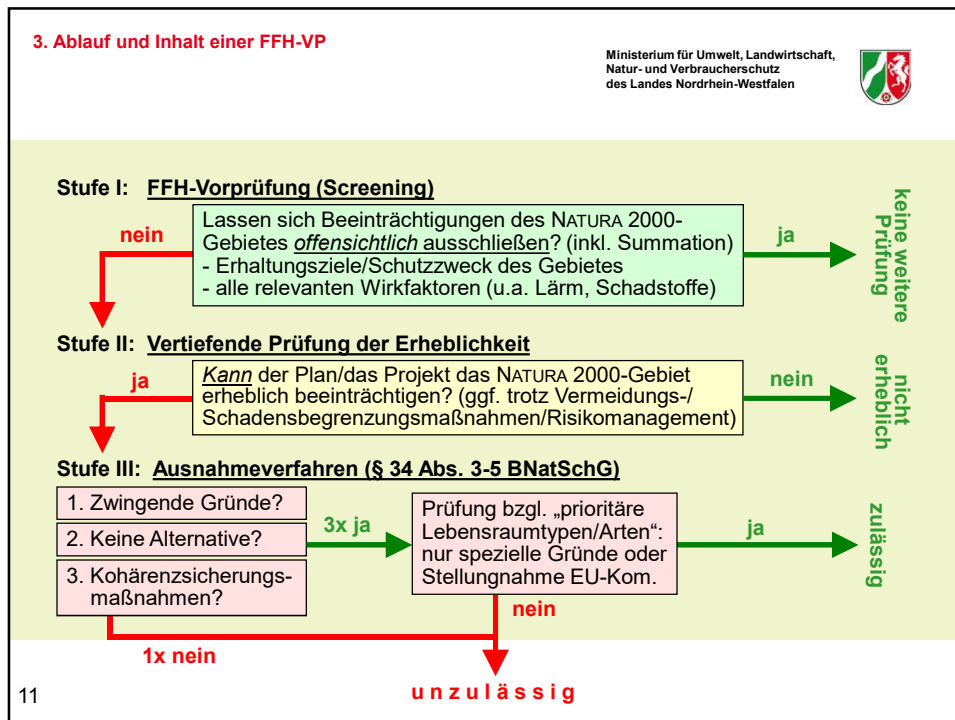 3. Ablauf und Inhalt einer FFH-VP
Ministerium für Umwelt, Landwirtschaft,
Natur- und Verbraucherschutz
des Landes Nordrhein-Westfalen
Stufe I: FFH-Vorprüfung (Screening)
nein
Lassen sich Beeinträchtigungen des NATURA 2000-
Gebietes offensichtlich ausschließen? (inkl. Summation)
- Erhaltungsziele/Schutzzweck des Gebietes
- alle relevanten Wirkfaktoren (u.a. Lärm, Schadstoffe)
ja
keine weitere
Prüfung
Stufe II: Vertiefende Prüfung der Erheblichkeit
ja
Kann der Plan/das Projekt das NATURA 2000-Gebiet
erheblich beeinträchtigen? (ggf. trotz Vermeidungs-/
Schadensbegrenzungsmaßnahmen/Risikomanagement)
nein
nicht
erheblich
Stufe III: Ausnahmeverfahren (§ 34 Abs. 3-5 BNatSchG)
1. Zwingende Gründe?
2. Keine Alternative?
3. Kohärenzsicherungs-
maßnahmen?
3x ja
Prüfung bzgl. „prioritäre
Lebensraumtypen/Arten“:
nur spezielle Gründe oder
Stellungnahme EU-Kom.
ja
zulässig
nein
1x nein
unzulässig
11